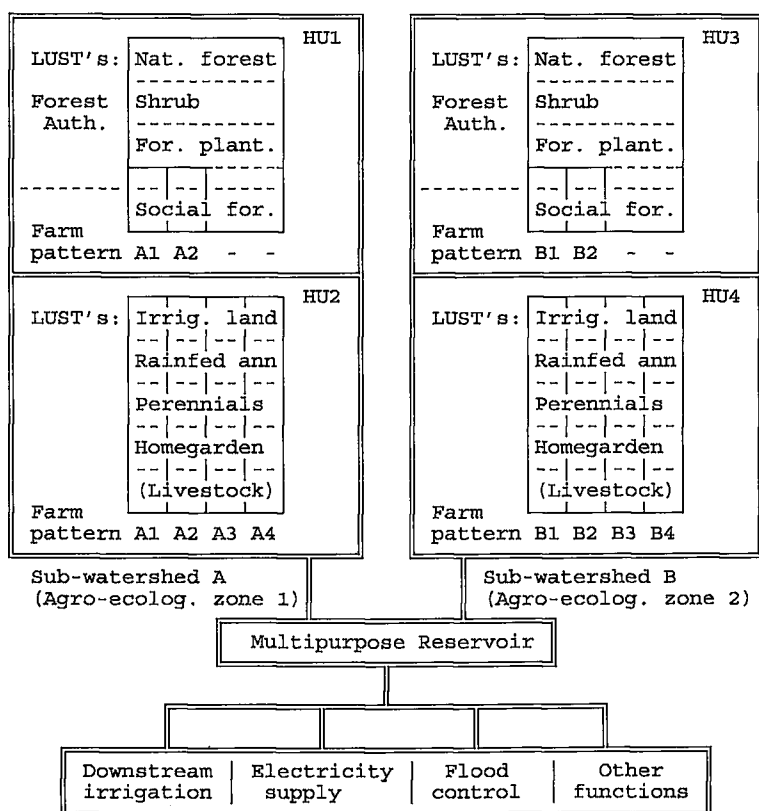 HU1
LUST's: Nat. forest
Forest Shrub
Auth.
For. plant.
Social for.
Farm
pattern A1 A2 - -
HU2
LUST's: Irrig. land
Rainfed ann
Perennials
Homegarden
(Livestock)
Farm
pattern A1 A2 A3 A4
Sub-watershed A
(Agro-ecolog. zone 1)
HU3
LUST's: Nat. forest
Forest Shrub
Auth.
For. plant.
Social for.
Farm
pattern B1 B2 - -
HU4
LUST's: Irrig. land
Rainfed ann
Perennials
Homegarden
(Livestock)
Farm
pattern B1 B2 B3 B4
Sub-watershed B
(Agro-ecolog. zone 2)
Multipurpose Reservoir
Downstream
irrigation
Electricity
supply
Flood
control
Other
functions